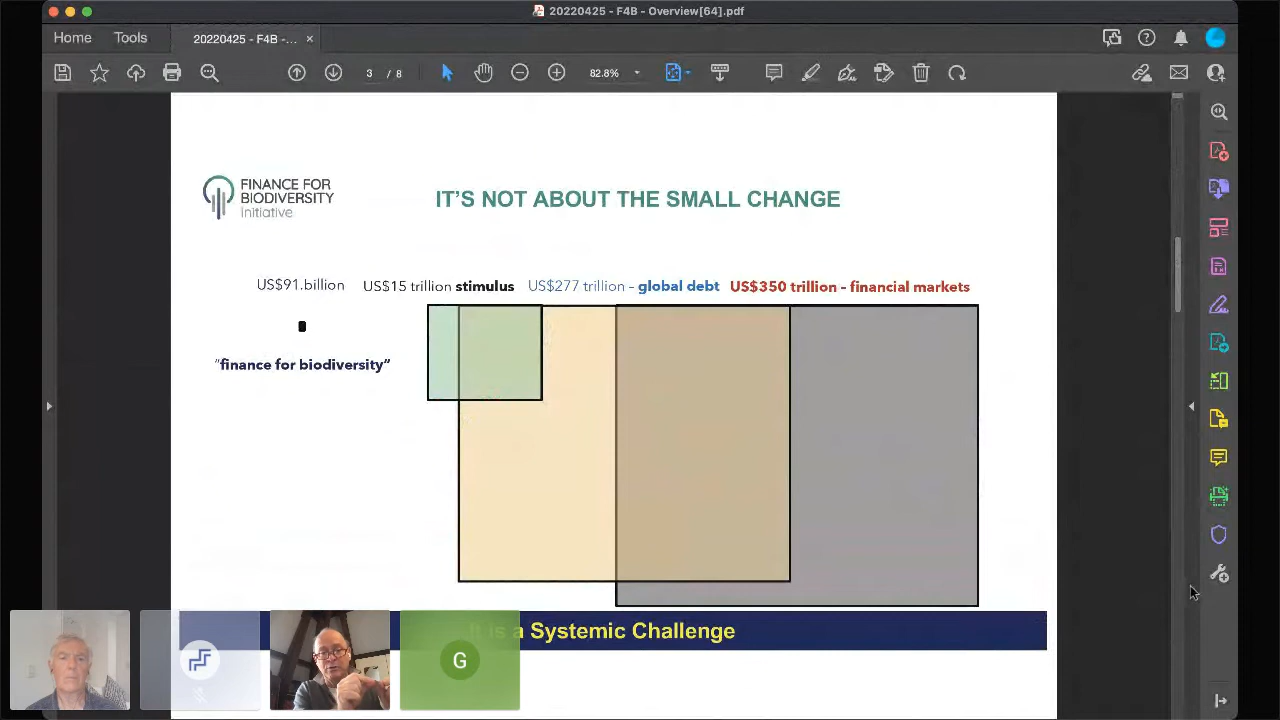 20220425 - F4B - Overview[64].pdf
Home Tools 20220425 - F4B -... ×
3 / 8 82.8%
FINANCE FOR
BIODIVERSITY
Initiative
IT'S NOT ABOUT THE SMALL CHANGE
US$91.billion US$15 trillion stimulus US$277 trillion – global debt US$350 trillion – financial markets
"finance for biodiversity"
is a Systemic Challenge
G